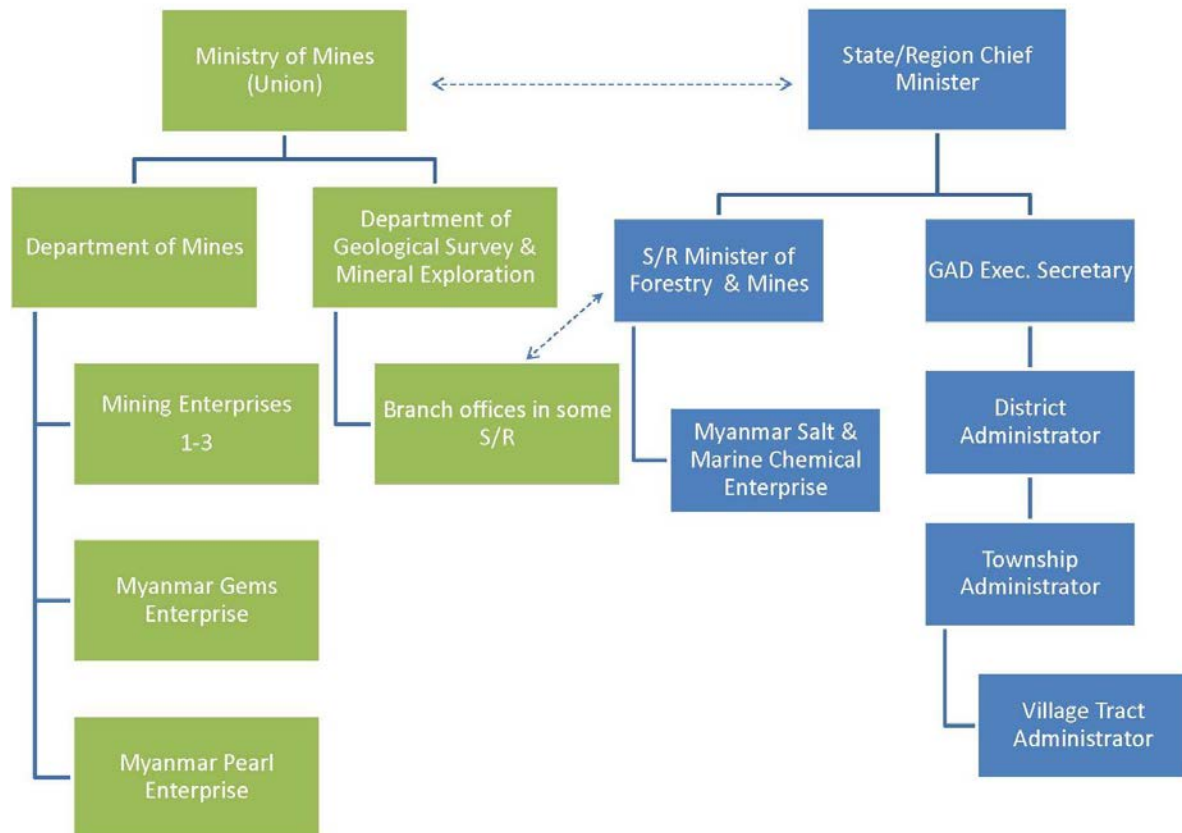 Ministry of Mines
(Union)
State/Region Chief
Minister
Department of Mines
Department of
Geological Survey &
Mineral Exploration
S/R Minister of
Forestry & Mines
GAD Exec. Secretary
Mining Enterprises
1-3
Branch offices in some
S/R
Myanmar Salt &
Marine Chemical
Enterprise
District
Administrator
Myanmar Gems
Enterprise
Township
Administrator
Myanmar Pearl
Enterprise
Village Tract
Administrator